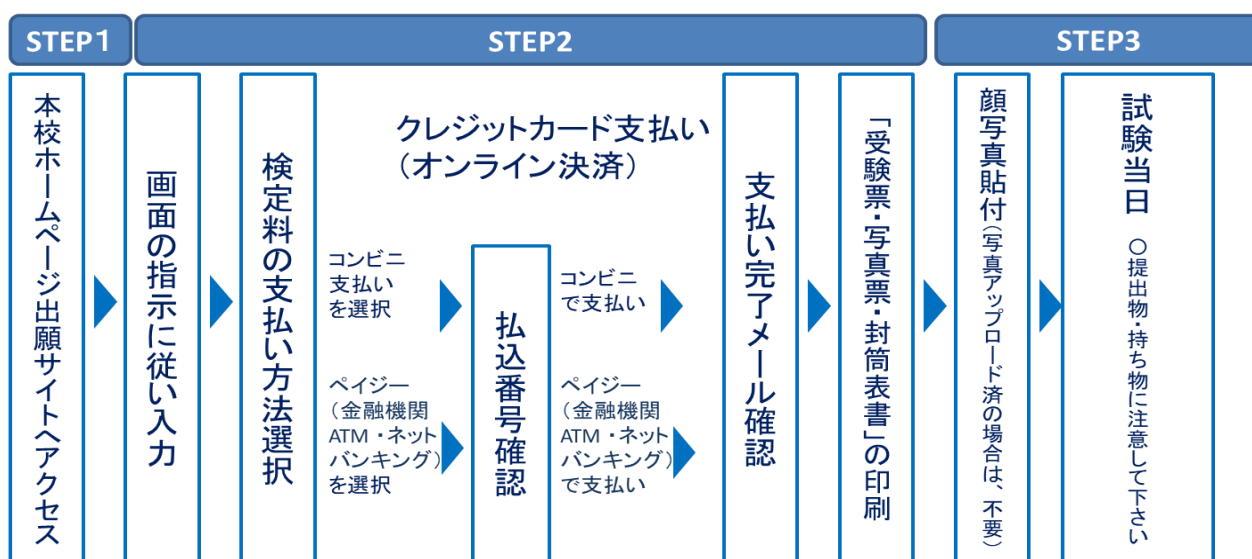 STEP1
STEP2
STEP3
本校ホームページ出願サイトへアクセス
画面の指示に従い入力
検定料の支払い方法選択
クレジットカード支払い
（オンライン決済）
コンビニ
支払い
を選択
ペイジー
（金融機関
ATM・ネット
バンキング）
を選択
払込番号確認
コンビニ
で支払い
ペイジー
（金融機関
ATM・ネット
バンキング）
で支払い
支払い完了メール確認
「受験票・写真票・封筒表書」の印刷
顔写真貼付（写真アップロード済の場合は、不要）
試験当日　○提出物・持ち物に注意して下さい